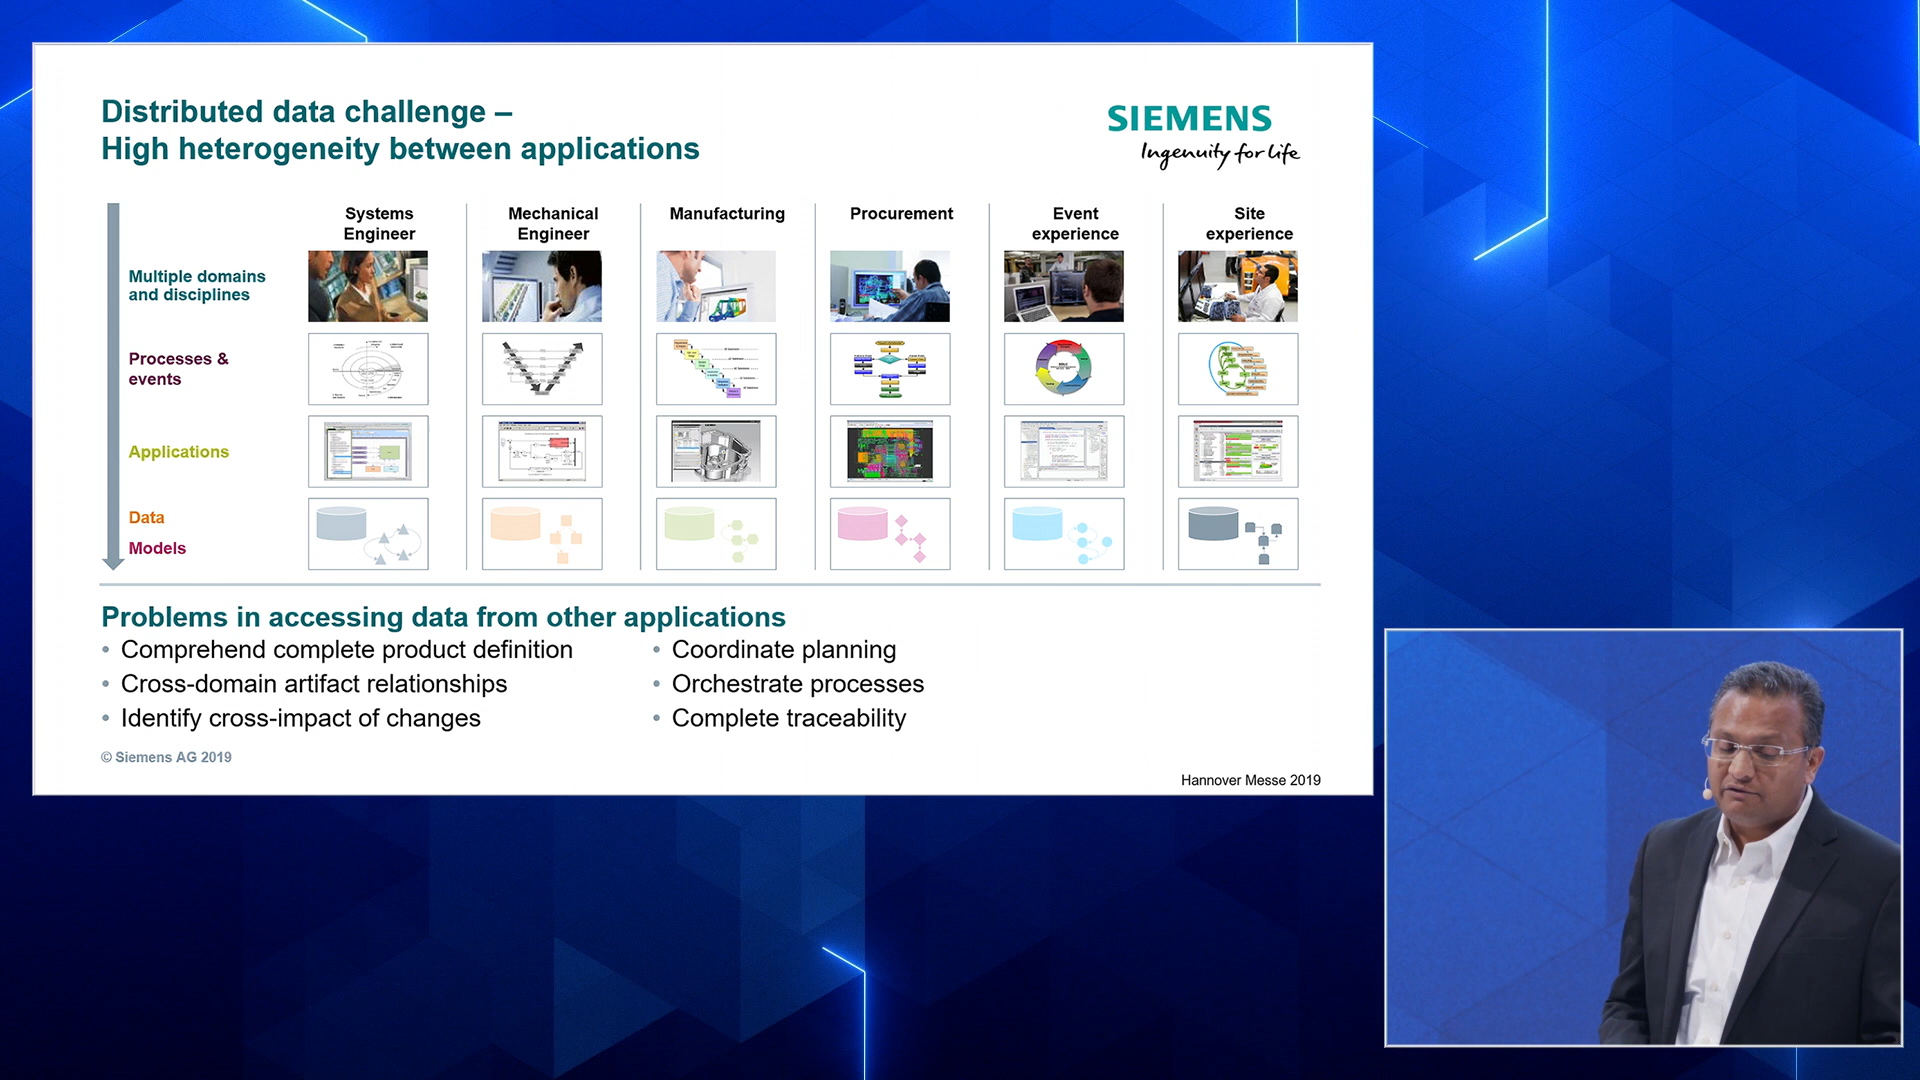 Distributed data challenge –
High heterogeneity between applications
SIEMENS
Ingenuity for life
Systems
Engineer
Mechanical
Engineer
Manufacturing
Procurement
Event
experience
Site
experience
Multiple domains
and disciplines
Processes &
events
Applications
Data
Models
Problems in accessing data from other applications
• Comprehend complete product definition
• Cross-domain artifact relationships
• Identify cross-impact of changes
• Coordinate planning
• Orchestrate processes
• Complete traceability
© Siemens AG 2019
Hannover Messe 2019